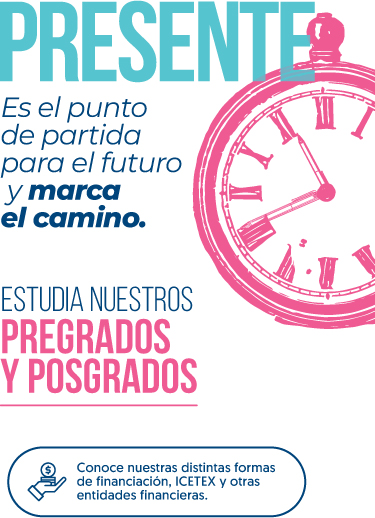 PRESENTE
Es el punto
de partida
para el futuro
y marca
el camino.
ESTUDIA NUESTROS
PREGRADOS
Y POSGRADOS
Conoce nuestras distintas formas
de financiación, ICETEX y otras
entidades financieras.